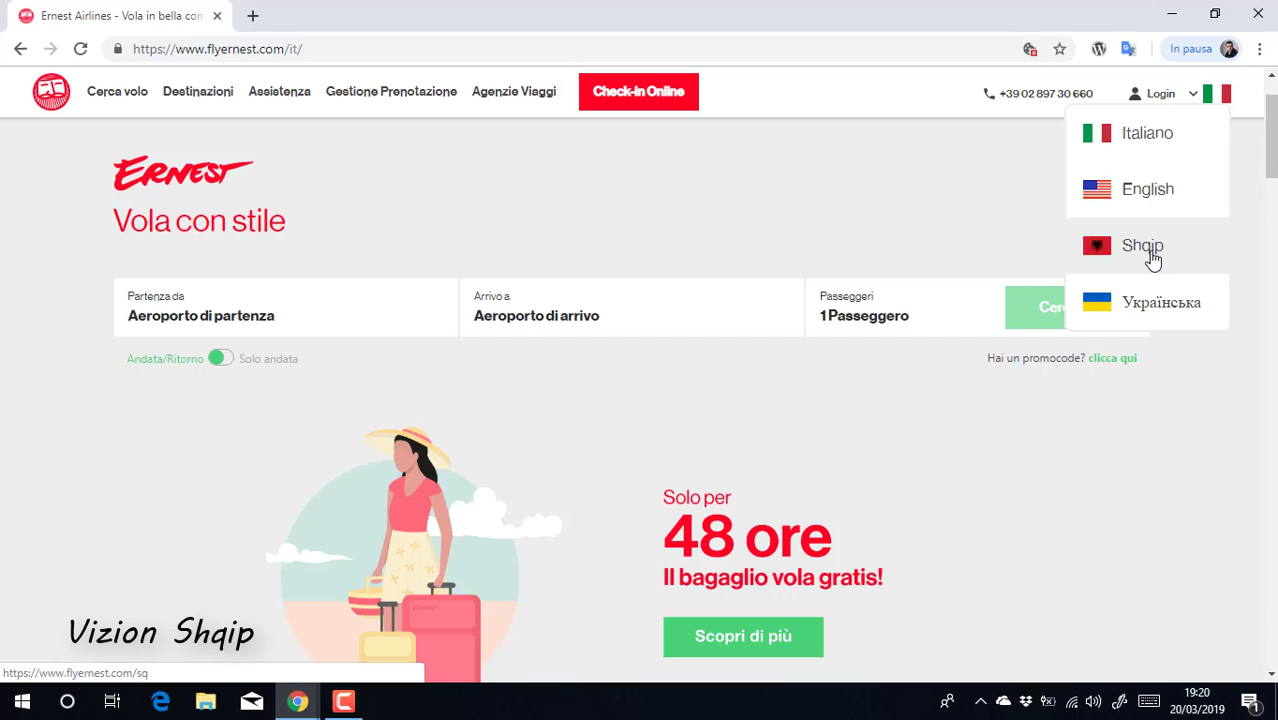 Ernest Airlines - Vola in bella con
https://www.flyernest.com/it/
In pausa
Cerca volo
Destinazioni
Assistenza
Gestione Prenotazione
Agenzie Viaggi
Check-in Online
+39 02 897 30 660
Login
Italiano
English
Shqip
Українська
ERNEST
Vola con stile
Partenza da
Aeroporto di partenza
Arrivo a
Aeroporto di arrivo
Passeggeri
1 Passeggero
Cer
Andata/Ritorno
Solo andata
Hai un promocode? clicca qui
Solo per
48 ore
Il bagaglio vola gratis!
Scopri di più
Vizion Shqip
https://www.flyernest.com/sq
19:20
20/03/2019
1